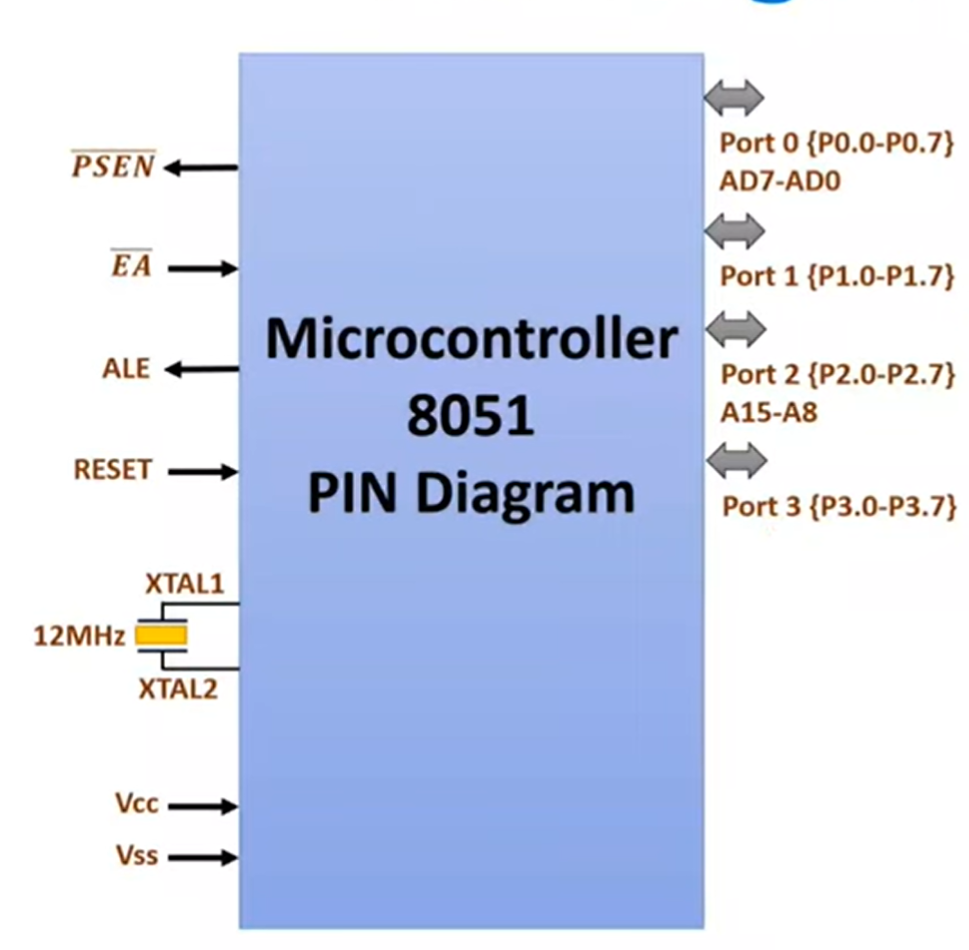 PSEN
EA
ALE
RESET
XTAL1
12MHz
XTAL2
Vcc
Vss
Microcontroller
8051
PIN Diagram
Port 0 {P0.0-P0.7}
AD7-AD0
Port 1 {P1.0-P1.7}
Port 2 {P2.0-P2.7}
A15-A8
Port 3 {P3.0-P3.7}